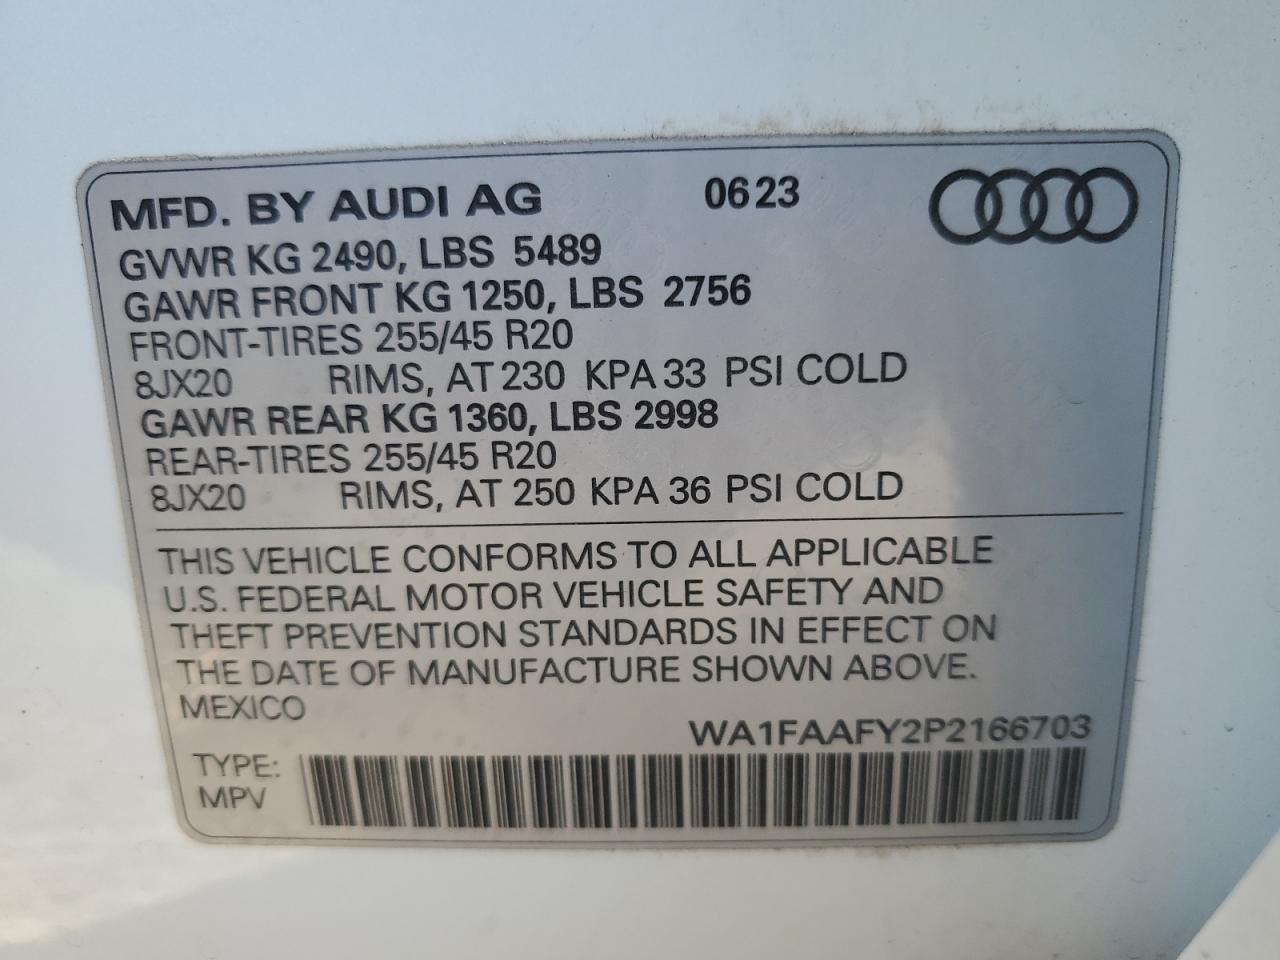 MFD. BY AUDI AG 0623
GVWR KG 2490, LBS 5489
GAWR FRONT KG 1250, LBS 2756
FRONT-TIRES 255/45 R20
8JX20 RIMS, AT 230 KPA 33 PSI COLD
GAWR REAR KG 1360, LBS 2998
REAR-TIRES 255/45 R20
8JX20 RIMS, AT 250 KPA 36 PSI COLD
THIS VEHICLE CONFORMS TO ALL APPLICABLE
U.S. FEDERAL MOTOR VEHICLE SAFETY AND
THEFT PREVENTION STANDARDS IN EFFECT ON
THE DATE OF MANUFACTURE SHOWN ABOVE.
MEXICO
WA1FAAFY2P2166703
TYPE:
MPV